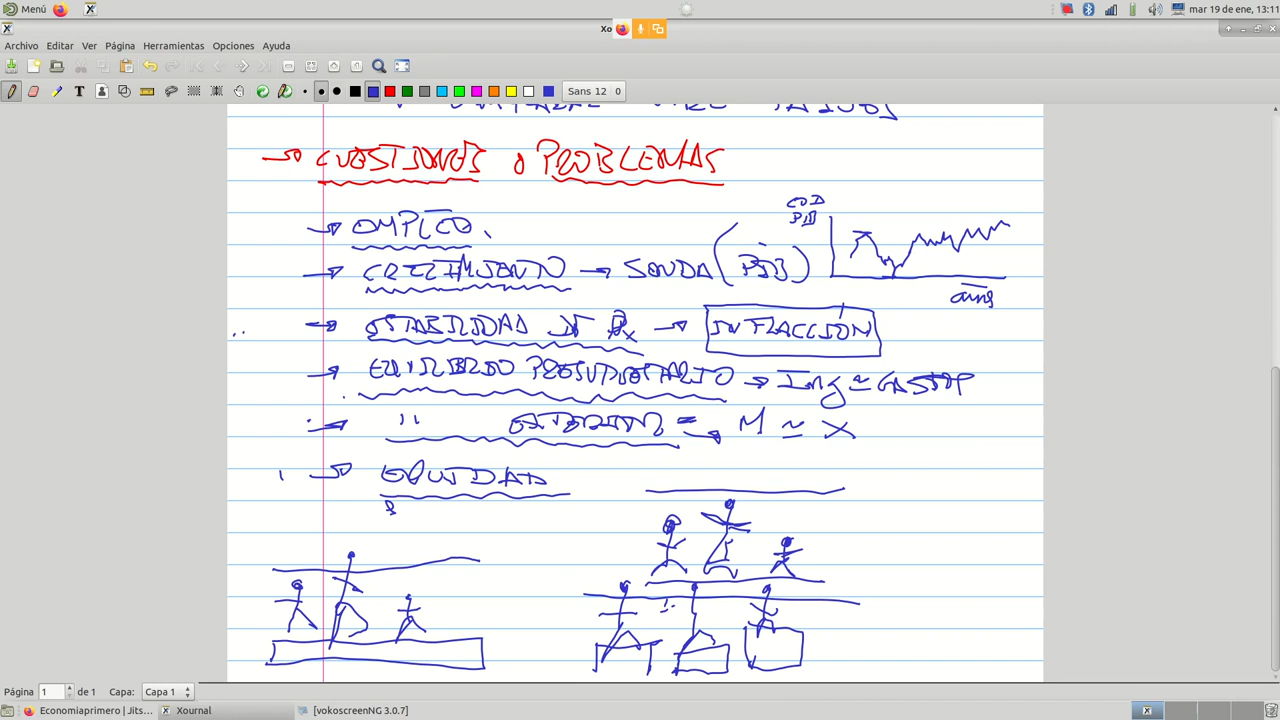 Menú
mar 19 de ene, 13:11
Xo
Archivo Editar Ver Página Herramientas Opciones Ayuda
Sans 12 0
→ CUESTIONES o PROBLEMAS
→ EMPLEO
→ CRECIMIENTO → SENDA (PIB)
PIB
años
→ ESTABILIDAD DE Px → INFLACCIÓN
→ EQUILIBRIO PRESUPUESTARIO → Ing ≃ GASTOS
→ " EXTERIOR = → M ≃ X
→ EQUIDAD
Página 1 de 1 Capa: Capa 1
Economiaprimero | Jits... Xournal [vokoscreenNG 3.0.7]